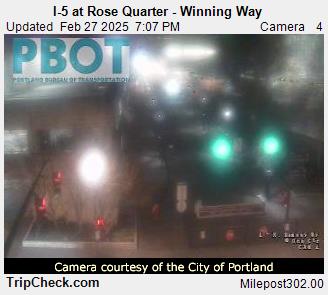 I-5 at Rose Quarter - Winning Way
Updated Feb 27 2025 7:07 PM Camera 4
PBOT
PORTLAND BUREAU OF TRANSPORTATION
Camera courtesy of the City of Portland
TripCheck.com Milepost302.00